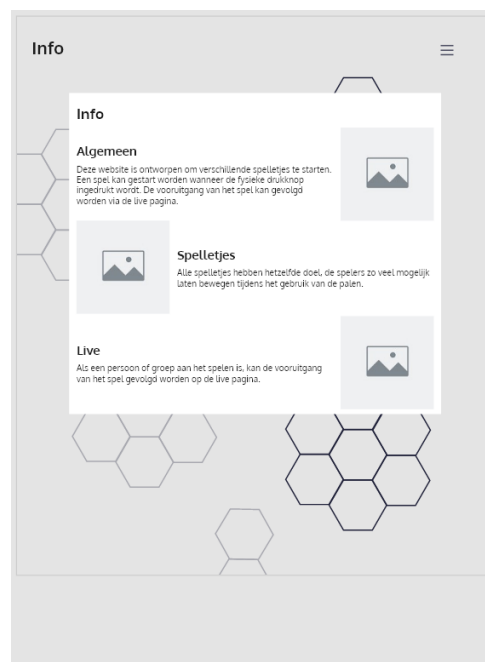 Info
Info
Algemeen
Deze website is ontworpen om verschillende spelletjes te starten.
Een spel kan gestart worden wanneer de fysieke drukknop
ingedrukt wordt. De vooruitgang van het spel kan gevolgd
worden via de live pagina.
Spelletjes
Alle spelletjes hebben hetzelfde doel, de spelers zo veel mogelijk
laten bewegen tijdens het gebruik van de palen.
Live
Als een persoon of groep aan het spelen is, kan de vooruitgang
van het spel gevolgd worden op de live pagina.